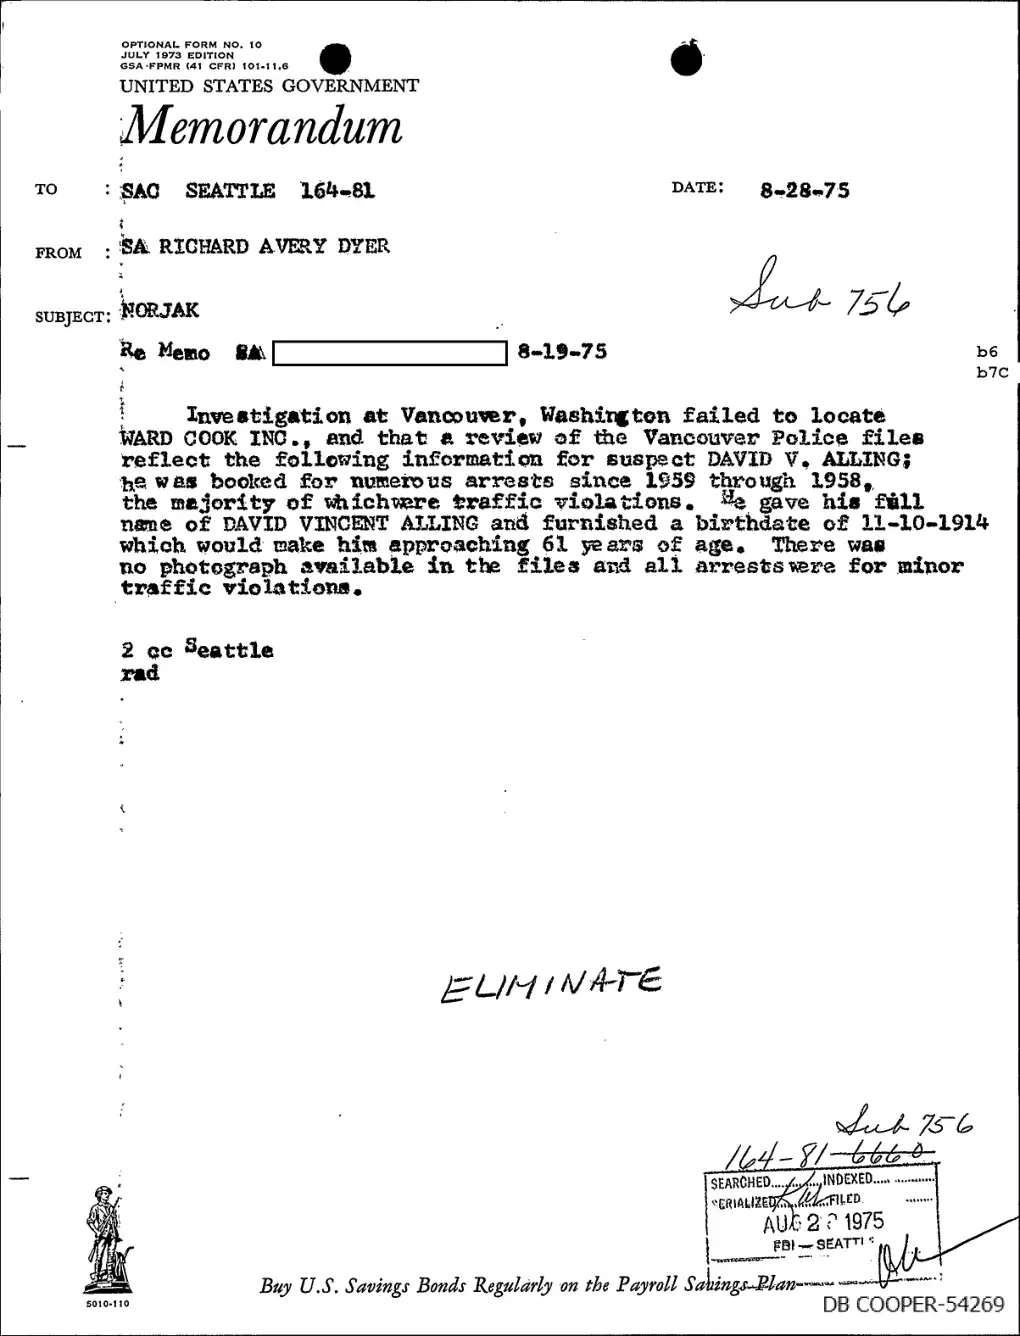 OPTIONAL FORM NO. 10
JULY 1973 EDITION
GSA-FPMR (41 CFR) 101-11.6
UNITED STATES GOVERNMENT
Memorandum
TO : SAC SEATTLE 164-81 DATE: 8-28-75
FROM : SA RICHARD AVERY DYER
Sub 756
SUBJECT: NORJAK
Re Memo SA 8-19-75 b6
b7C
Investigation at Vancouver, Washington failed to locate
WARD COOK INC., and that a review of the Vancouver Police files
reflect the following information for suspect DAVID V. ALLING;
he was booked for numerous arrests since 1959 through 1958,
the majority of whichwere traffic violations. He gave his full
name of DAVID VINCENT ALLING and furnished a birthdate of 11-10-1914
which would make him approaching 61 years of age. There was
no photograph available in the files and all arrestswere for minor
traffic violations.
2 cc Seattle
rad
ELIMINATE
Sub 756
164-81-6660
SEARCHED INDEXED
SERIALIZED FILED
AUG 2 1975
FBI — SEATTLE
Buy U.S. Savings Bonds Regularly on the Payroll Savings Plan
5010-110
DB COOPER-54269